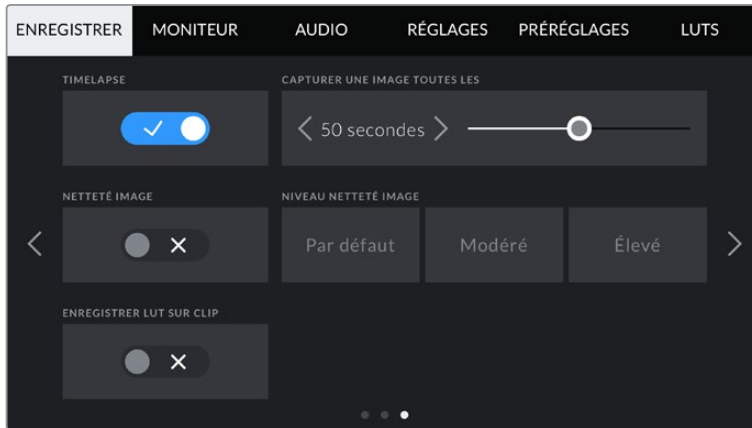 ENREGISTRER MONITEUR AUDIO RÉGLAGES PRÉRÉGLAGES LUTS
TIMELAPSE CAPTURER UNE IMAGE TOUTES LES
50 secondes
NETTETÉ IMAGE NIVEAU NETTETÉ IMAGE
Par défaut Modéré Élevé
ENREGISTRER LUT SUR CLIP